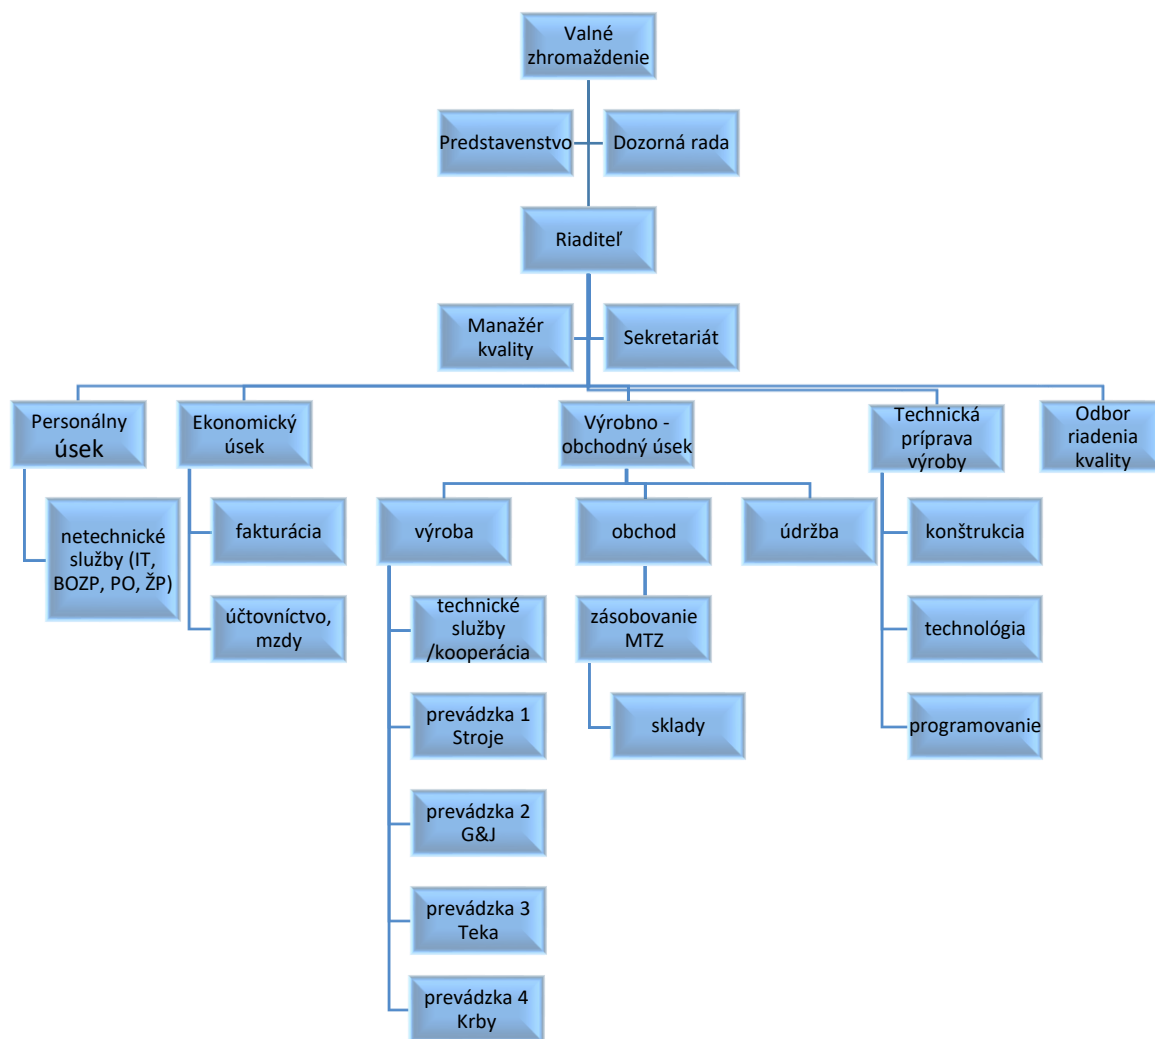 Valné
zhromaždenie
Predstavenstvo
Dozorná rada
Riaditeľ
Manažér
kvality
Sekretariát
Personálny
úsek
Ekonomický
úsek
Výrobno -
obchodný úsek
Technická
príprava
výroby
Odbor
riadenia
kvality
netechnické
služby (IT,
BOZP, PO, ŽP)
fakturácia
účtovníctvo,
mzdy
výroba
obchod
údržba
technické
služby
/kooperácia
prevádzka 1
Stroje
prevádzka 2
G&J
prevádzka 3
Teka
prevádzka 4
Krby
zásobovanie
MTZ
sklady
konštrukcia
technológia
programovanie